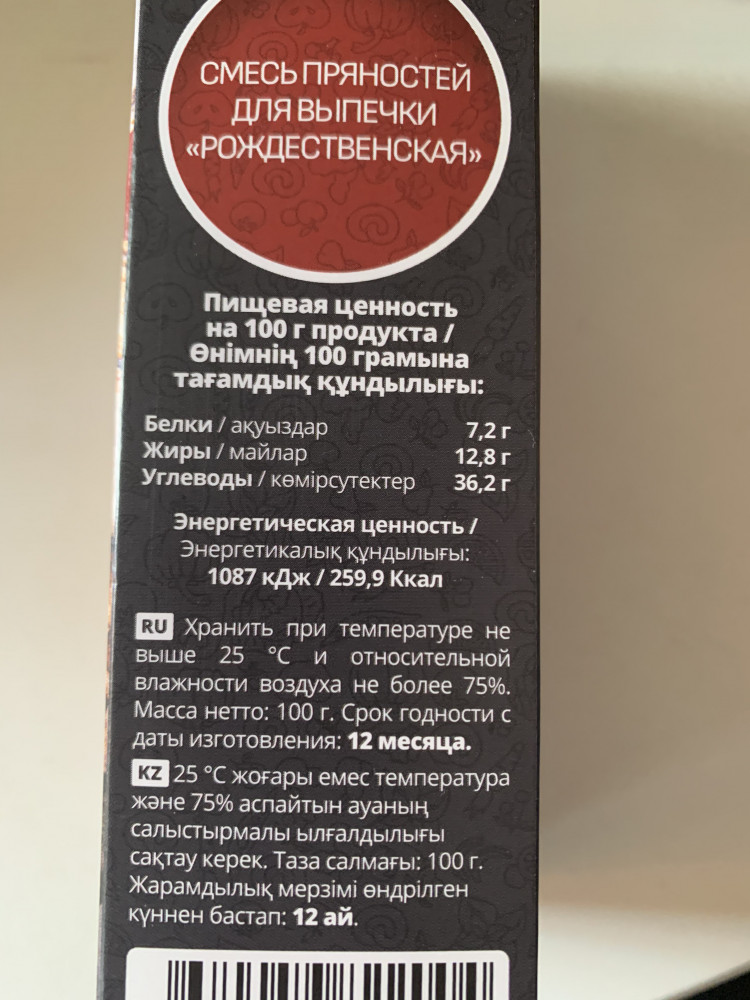 СМЕСЬ ПРЯНОСТЕЙ
ДЛЯ ВЫПЕЧКИ
«РОЖДЕСТВЕНСКАЯ»
Пищевая ценность
на 100 г продукта /
Өнімнің 100 грамына
тағамдық құндылығы:
Белки / ақуыздар 7,2 г
Жиры / майлар 12,8 г
Углеводы / көмірсутектер 36,2 г
Энергетическая ценность /
Энергетикалық құндылығы:
1087 кДж / 259,9 Ккал
RU Хранить при температуре не
выше 25 °С и относительной
влажности воздуха не более 75%.
Масса нетто: 100 г. Срок годности с
даты изготовления: 12 месяца.
KZ 25 °С жоғары емес температура
және 75% аспайтын ауаның
салыстырмалы ылғалдылығы
сақтау керек. Таза салмағы: 100 г.
Жарамдылық мерзімі өндрілген
күннен бастап: 12 ай.